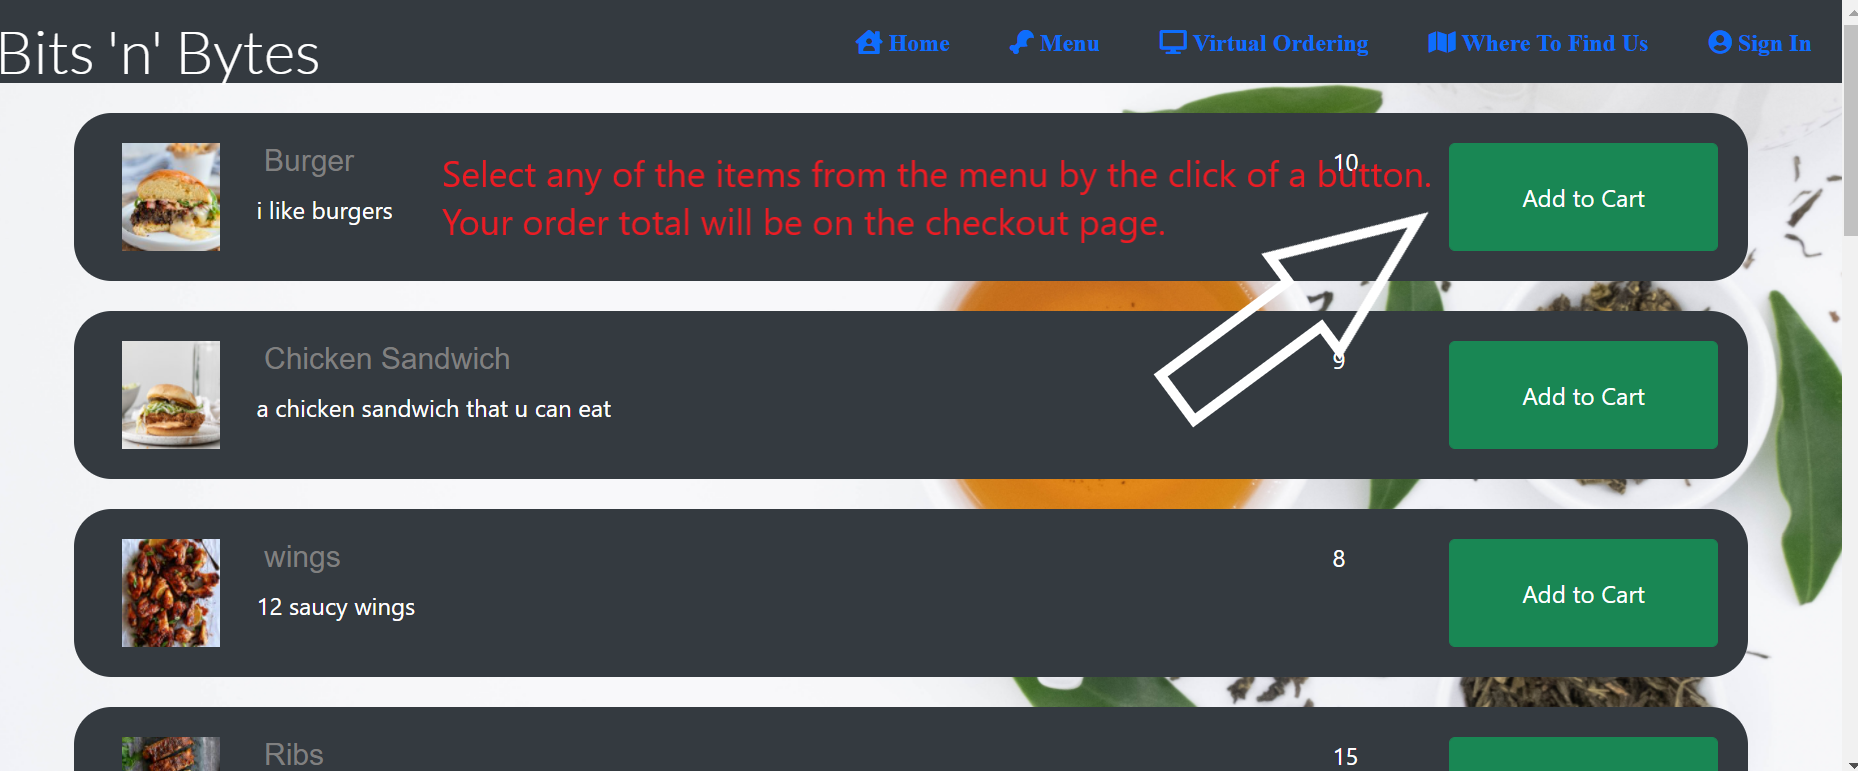 Bits 'n' Bytes
Home Menu Virtual Ordering Where To Find Us Sign In
Burger 10
i like burgers
Select any of the items from the menu by the click of a button.
Your order total will be on the checkout page.
Add to Cart
Chicken Sandwich 9
a chicken sandwich that u can eat
Add to Cart
wings 8
12 saucy wings
Add to Cart
Ribs 15